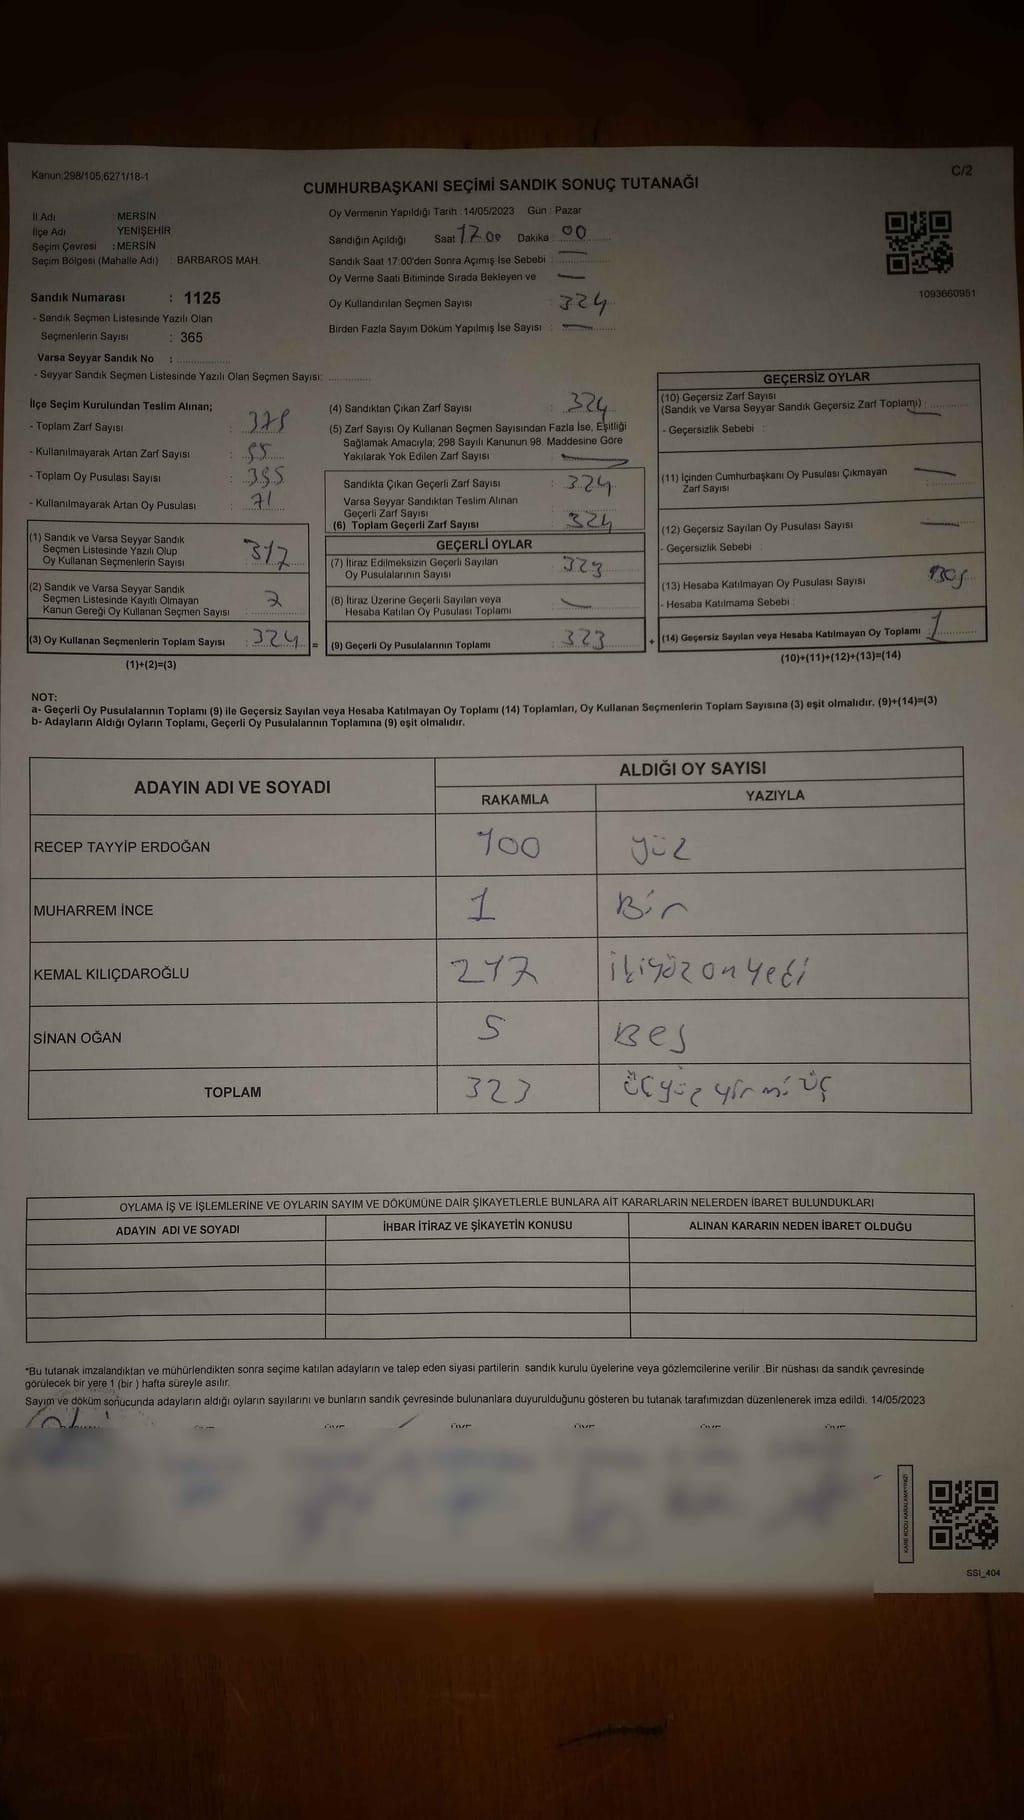 Kanun;298/105,6271/18-1
C/2
CUMHURBAŞKANI SEÇİMİ SANDIK SONUÇ TUTANAĞI
İl Adı : MERSİN
İlçe Adı YENİŞEHİR
Seçim Çevresi : MERSİN
Seçim Bölgesi (Mahalle Adı) : BARBAROS MAH.
Sandık Numarası : 1125
- Sandık Seçmen Listesinde Yazılı Olan
Seçmenlerin Sayısı : 365
Varsa Seyyar Sandık No :
- Seyyar Sandık Seçmen Listesinde Yazılı Olan Seçmen Sayısı:
Oy Vermenin Yapıldığı Tarih : 14/05/2023 Gün : Pazar
Sandığın Açıldığı Saat 17.00 Dakika : 00
Sandık Saat 17:00'den Sonra Açımış İse Sebebi :
Oy Verme Saati Bitiminde Sırada Bekleyen ve
Oy Kullandırılan Seçmen Sayısı : 324
Birden Fazla Sayım Döküm Yapılmış İse Sayısı :
1093660951
İlçe Seçim Kurulundan Teslim Alınan;
- Toplam Zarf Sayısı :
- Kullanılmayarak Artan Zarf Sayısı :
- Toplam Oy Pusulası Sayısı : 395
- Kullanılmayarak Artan Oy Pusulası : 71
(1) Sandık ve Varsa Seyyar Sandık
Seçmen Listesinde Yazılı Olup
Oy Kullanan Seçmenlerin Sayısı
(2) Sandık ve Varsa Seyyar Sandık
Seçmen Listesinde Kayıtlı Olmayan
Kanun Gereği Oy Kullanan Seçmen Sayısı
(3) Oy Kullanan Seçmenlerin Toplam Sayısı : 324 =
(1)+(2)=(3)
(4) Sandıktan Çıkan Zarf Sayısı : 324
(5) Zarf Sayısı Oy Kullanan Seçmen Sayısından Fazla İse, Eşitliği
Sağlamak Amacıyla; 298 Sayılı Kanunun 98. Maddesine Göre
Yakılarak Yok Edilen Zarf Sayısı
Sandıkta Çıkan Geçerli Zarf Sayısı : 324
Varsa Seyyar Sandıktan Teslim Alınan
Geçerli Zarf Sayısı
(6) Toplam Geçerli Zarf Sayısı : 324
GEÇERLİ OYLAR
(7) İtiraz Edilmeksizin Geçerli Sayılan
Oy Pusulalarının Sayısı : 323
(8) İtiraz Üzerine Geçerli Sayılan veya
Hesaba Katılan Oy Pusulası Toplamı :
(9) Geçerli Oy Pusulalarının Toplamı : 323 +
GEÇERSİZ OYLAR
(10) Geçersiz Zarf Sayısı
(Sandık ve Varsa Seyyar Sandık Geçersiz Zarf Toplamı) :
- Geçersizlik Sebebi :
(11) İçinden Cumhurbaşkanı Oy Pusulası Çıkmayan
Zarf Sayısı
(12) Geçersiz Sayılan Oy Pusulası Sayısı :
- Geçersizlik Sebebi :
(13) Hesaba Katılmayan Oy Pusulası Sayısı : Boş
- Hesaba Katılmama Sebebi :
(14) Geçersiz Sayılan veya Hesaba Katılmayan Oy Toplamı : 1
(10)+(11)+(12)+(13)=(14)
NOT:
a- Geçerli Oy Pusulalarının Toplamı (9) ile Geçersiz Sayılan veya Hesaba Katılmayan Oy Toplamı (14) Toplamları, Oy Kullanan Seçmenlerin Toplam Sayısına (3) eşit olmalıdır. (9)+(14)=(3)
b- Adayların Aldığı Oyların Toplamı, Geçerli Oy Pusulalarının Toplamına (9) eşit olmalıdır.
ADAYIN ADI VE SOYADI
ALDIĞI OY SAYISI
RAKAMLA YAZIYLA
RECEP TAYYİP ERDOĞAN 100 yüz
MUHARREM İNCE 1 Bir
KEMAL KILIÇDAROĞLU 217 ikiyüz on yedi
SİNAN OĞAN 5 Beş
TOPLAM 323 üçyüz yirmi üç
OYLAMA İŞ VE İŞLEMLERİNE VE OYLARIN SAYIM VE DÖKÜMÜNE DAİR ŞİKAYETLERLE BUNLARA AİT KARARLARIN NELERDEN İBARET BULUNDUKLARI
ADAYIN ADI VE SOYADI İHBAR İTİRAZ VE ŞİKAYETİN KONUSU ALINAN KARARIN NEDEN İBARET OLDUĞU
*Bu tutanak imzalandıktan ve mühürlendikten sonra seçime katılan adayların ve talep eden siyasi partilerin sandık kurulu üyelerine veya gözlemcilerine verilir .Bir nüshası da sandık çevresinde
görülecek bir yere 1 (bir ) hafta süreyle asılır.
Sayım ve döküm sonucunda adayların aldığı oyların sayılarını ve bunların sandık çevresinde bulunanlara duyurulduğunu gösteren bu tutanak tarafımızdan düzenlenerek imza edildi. 14/05/2023
KARE KODU KARALAMAYINIZ!
SSI_404